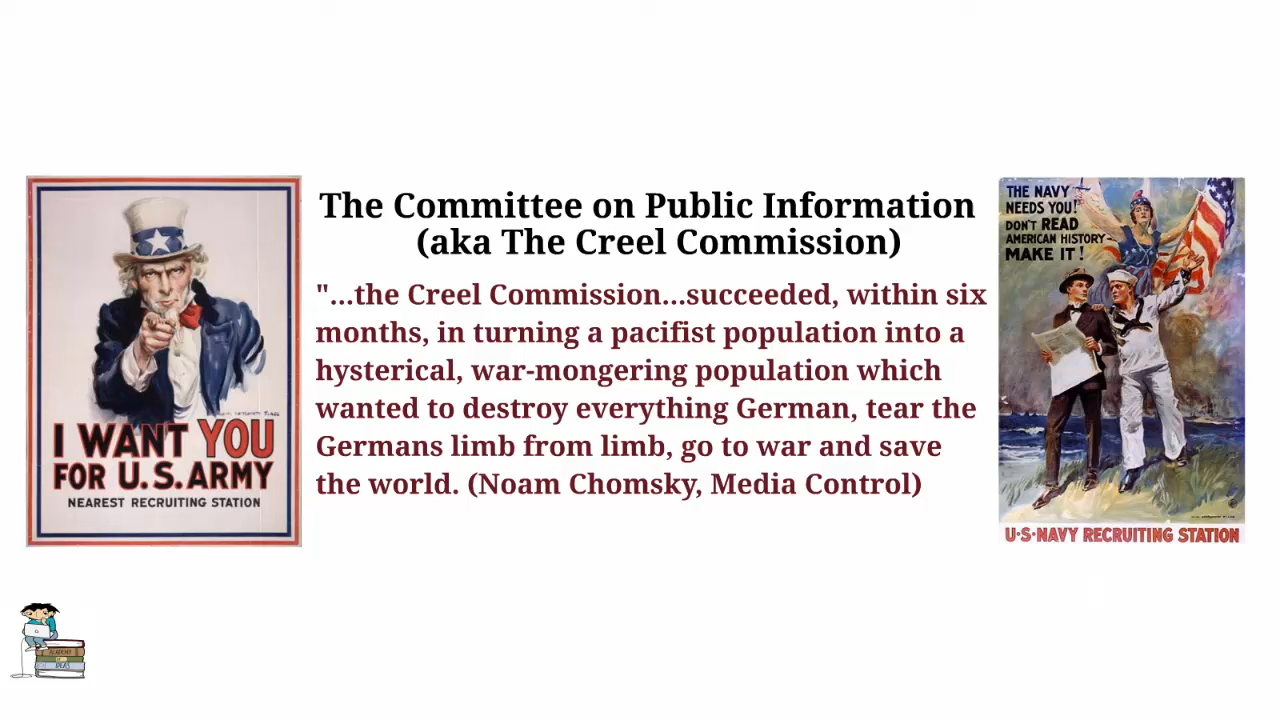 The Committee on Public Information
(aka The Creel Commission)
"...the Creel Commission...succeeded, within six
months, in turning a pacifist population into a
hysterical, war-mongering population which
wanted to destroy everything German, tear the
Germans limb from limb, go to war and save
the world. (Noam Chomsky, Media Control)
I WANT YOU
FOR U.S. ARMY
NEAREST RECRUITING STATION
THE NAVY
NEEDS YOU!
DON'T READ
AMERICAN HISTORY-
MAKE IT!
U·S·NAVY RECRUITING STATION
ACADEMY
OF
IDEAS